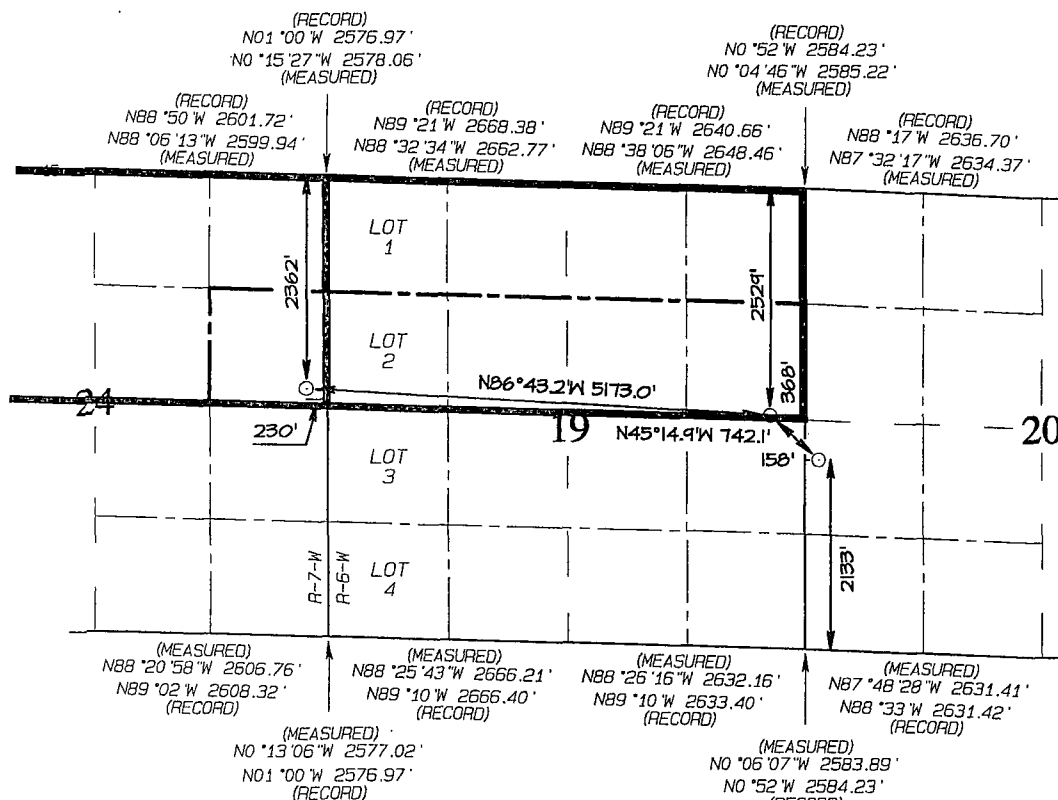 (RECORD)
N01°00'W 2576.97'
N0°15'27"W 2578.06'
(MEASURED)
(RECORD)
N0°52'W 2584.23'
N0°04'46"W 2585.22'
(MEASURED)
(RECORD)
N88°50'W 2601.72'
N88°06'13"W 2599.94'
(MEASURED)
(RECORD)
N89°21'W 2668.38'
N88°32'34"W 2662.77'
(MEASURED)
(RECORD)
N89°21'W 2640.66'
N88°38'06"W 2648.46'
(MEASURED)
(RECORD)
N88°17'W 2636.70'
N87°32'17"W 2634.37'
(MEASURED)
LOT
1
2362'
2529'
LOT
2
368'
N86°43.2'W 5173.0'
24
230'
19
N45°14.9'W 742.1'
20
158'
LOT
3
2133'
R-7-W
R-6-W
LOT
4
(MEASURED)
N88°20'58"W 2606.76'
N89°02'W 2608.32'
(RECORD)
(MEASURED)
N88°25'43"W 2666.21'
N89°10'W 2666.40'
(RECORD)
(MEASURED)
N88°26'16"W 2632.16'
N89°10'W 2633.40'
(RECORD)
(MEASURED)
N87°48'28"W 2631.41'
N88°33'W 2631.42'
(RECORD)
(MEASURED)
N0°13'06"W 2577.02'
N01°00'W 2576.97'
(RECORD)
(MEASURED)
N0°06'07"W 2583.89'
N0°52'W 2584.23'
(RECORD)